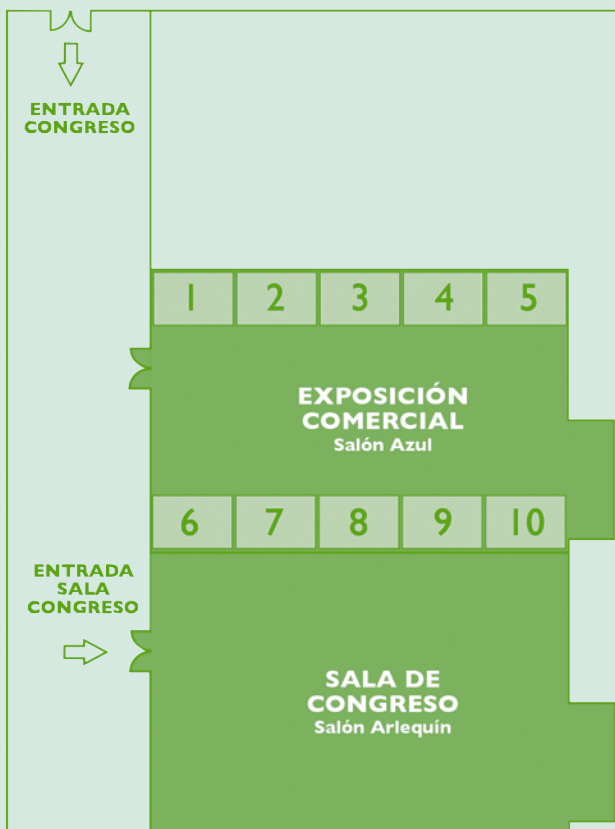 ENTRADA
CONGRESO
1 2 3 4 5
EXPOSICIÓN
COMERCIAL
Salón Azul
6 7 8 9 10
ENTRADA
SALA
CONGRESO
SALA DE
CONGRESO
Salón Arlequín